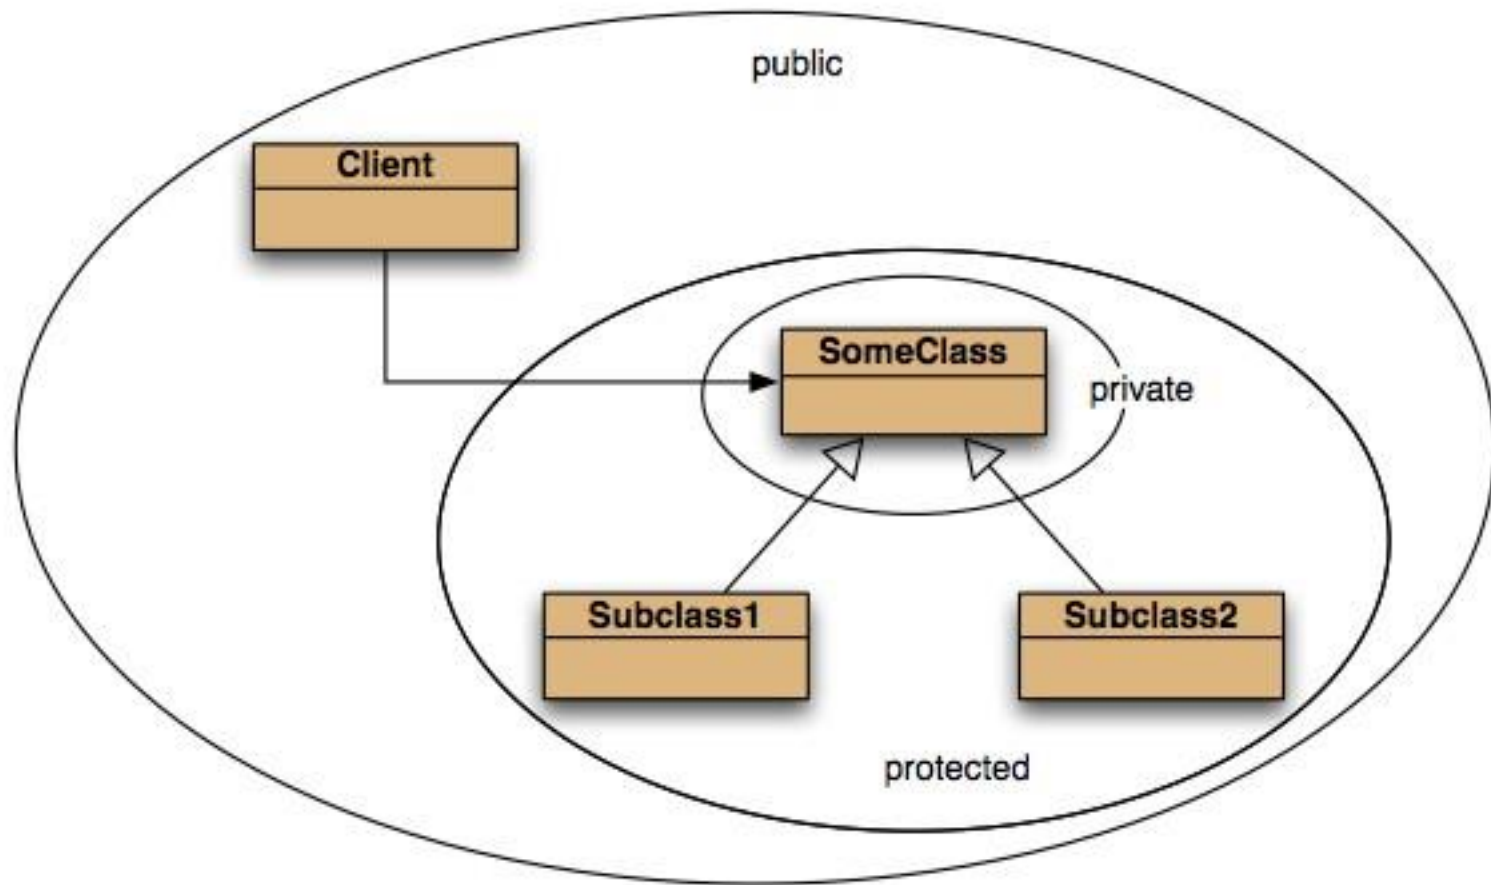 public
Client
SomeClass
private
Subclass1
Subclass2
protected